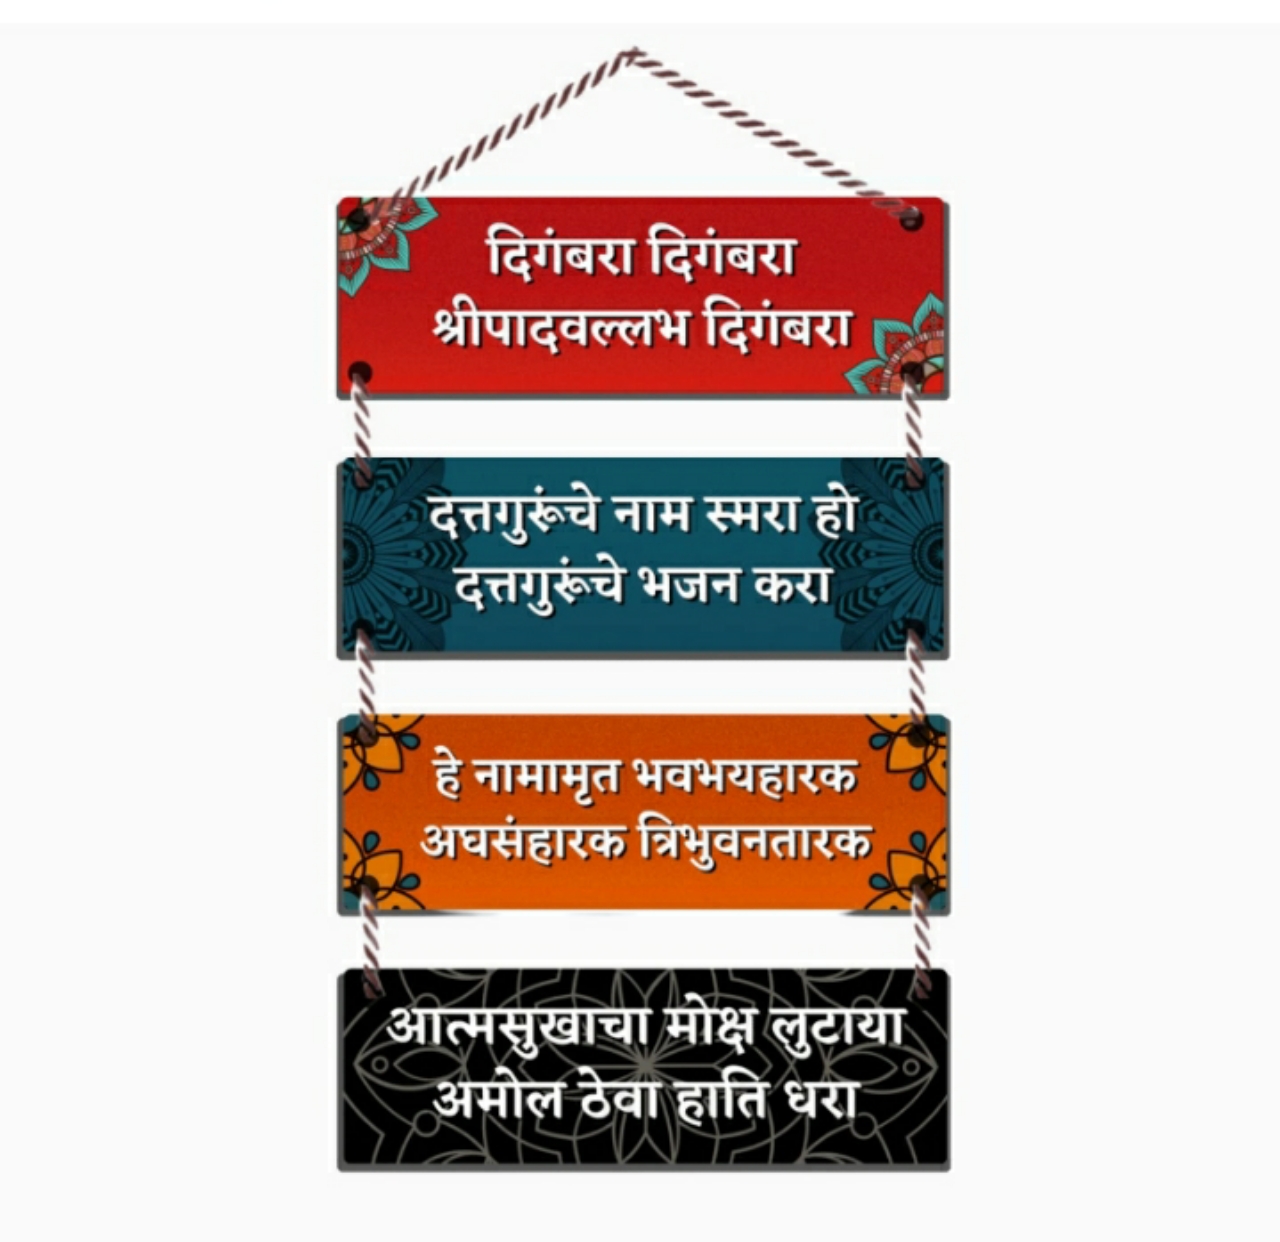 दिगंबरा दिगंबरा
श्रीपादवल्लभ दिगंबरा
दत्तगुरूंचे नाम स्मरा हो
दत्तगुरूंचे भजन करा
हे नामामृत भवभयहारक
अघसंहारक त्रिभुवनतारक
आत्मसुखाचा मोक्ष लुटाया
अमोल ठेवा हाति धरा